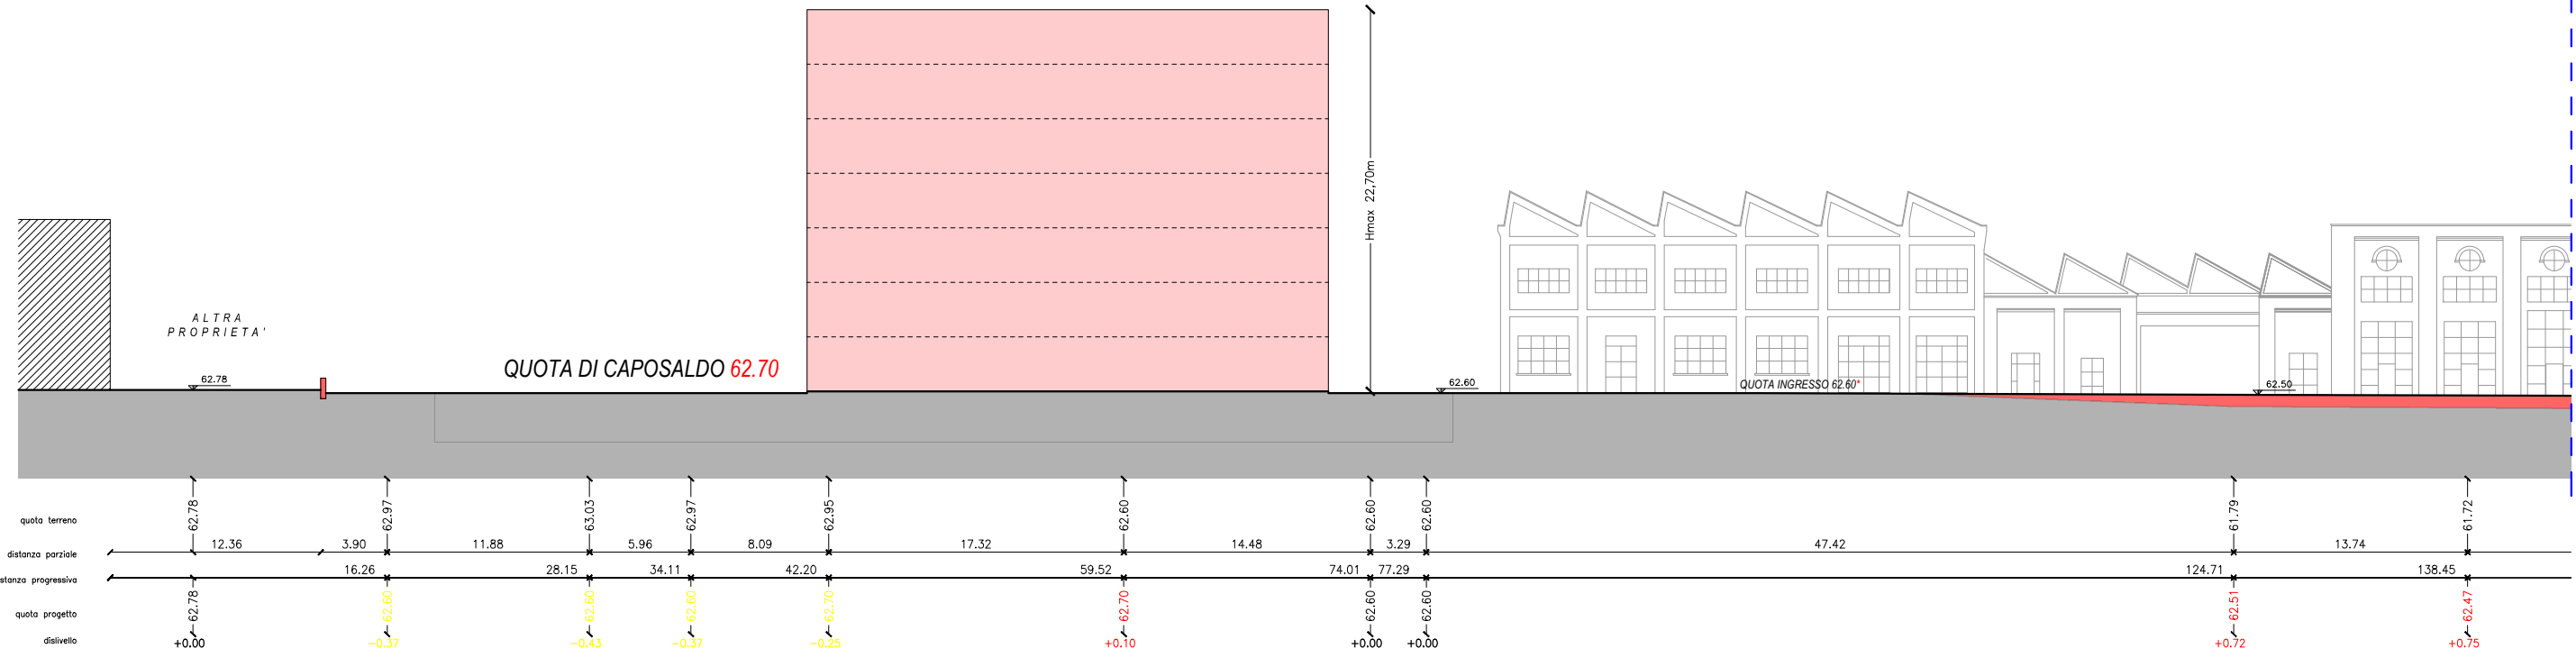 Hmax 22,70m
ALTRA
PROPRIETA'
QUOTA DI CAPOSALDO 62.70
62.78
62.60
QUOTA INGRESSO 62.60*
62.50
quota terreno 62.78 62.97 63.03 62.97 62.95 62.60 62.60 62.60 61.79 61.72
distanza parziale 12.36 3.90 11.88 5.96 8.09 17.32 14.48 3.29 47.42 13.74
stanza progressiva 16.26 28.15 34.11 42.20 59.52 74.01 77.29 124.71 138.45
quota progetto 62.78 62.60 62.60 62.60 62.70 62.70 62.60 62.60 62.51 62.47
dislivello +0.00 -0.37 -0.43 -0.37 -0.25 +0.10 +0.00 +0.00 +0.72 +0.75